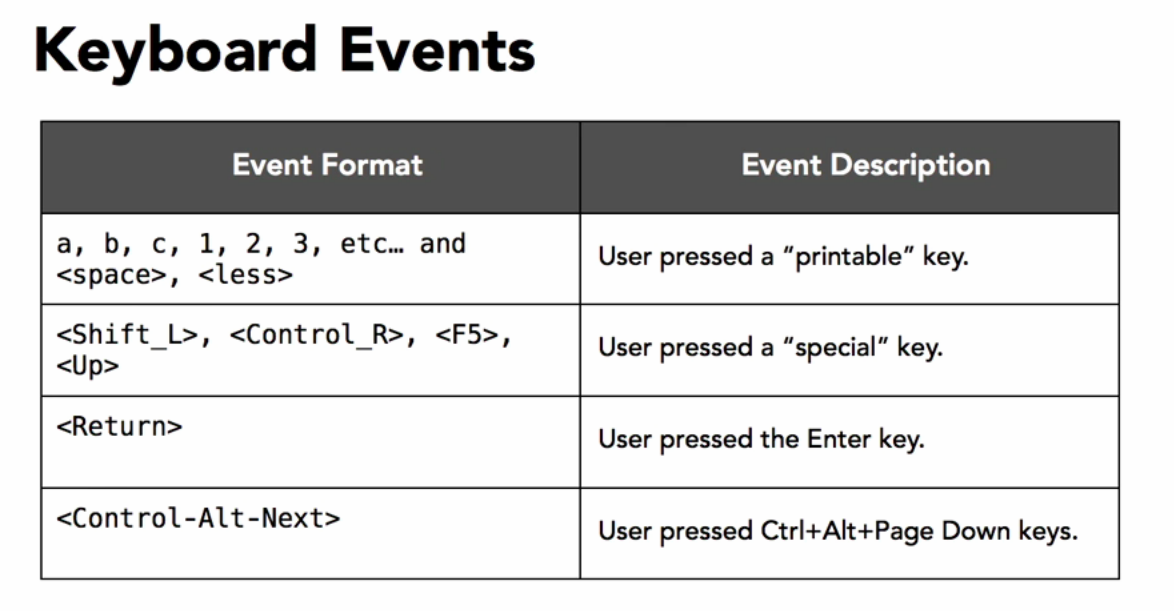 Keyboard Events
Event Format
Event Description
a, b, c, 1, 2, 3, etc… and
<space>, <less>
User pressed a “printable” key.
<Shift_L>, <Control_R>, <F5>,
<Up>
User pressed a “special” key.
<Return>
User pressed the Enter key.
<Control-Alt-Next>
User pressed Ctrl+Alt+Page Down keys.